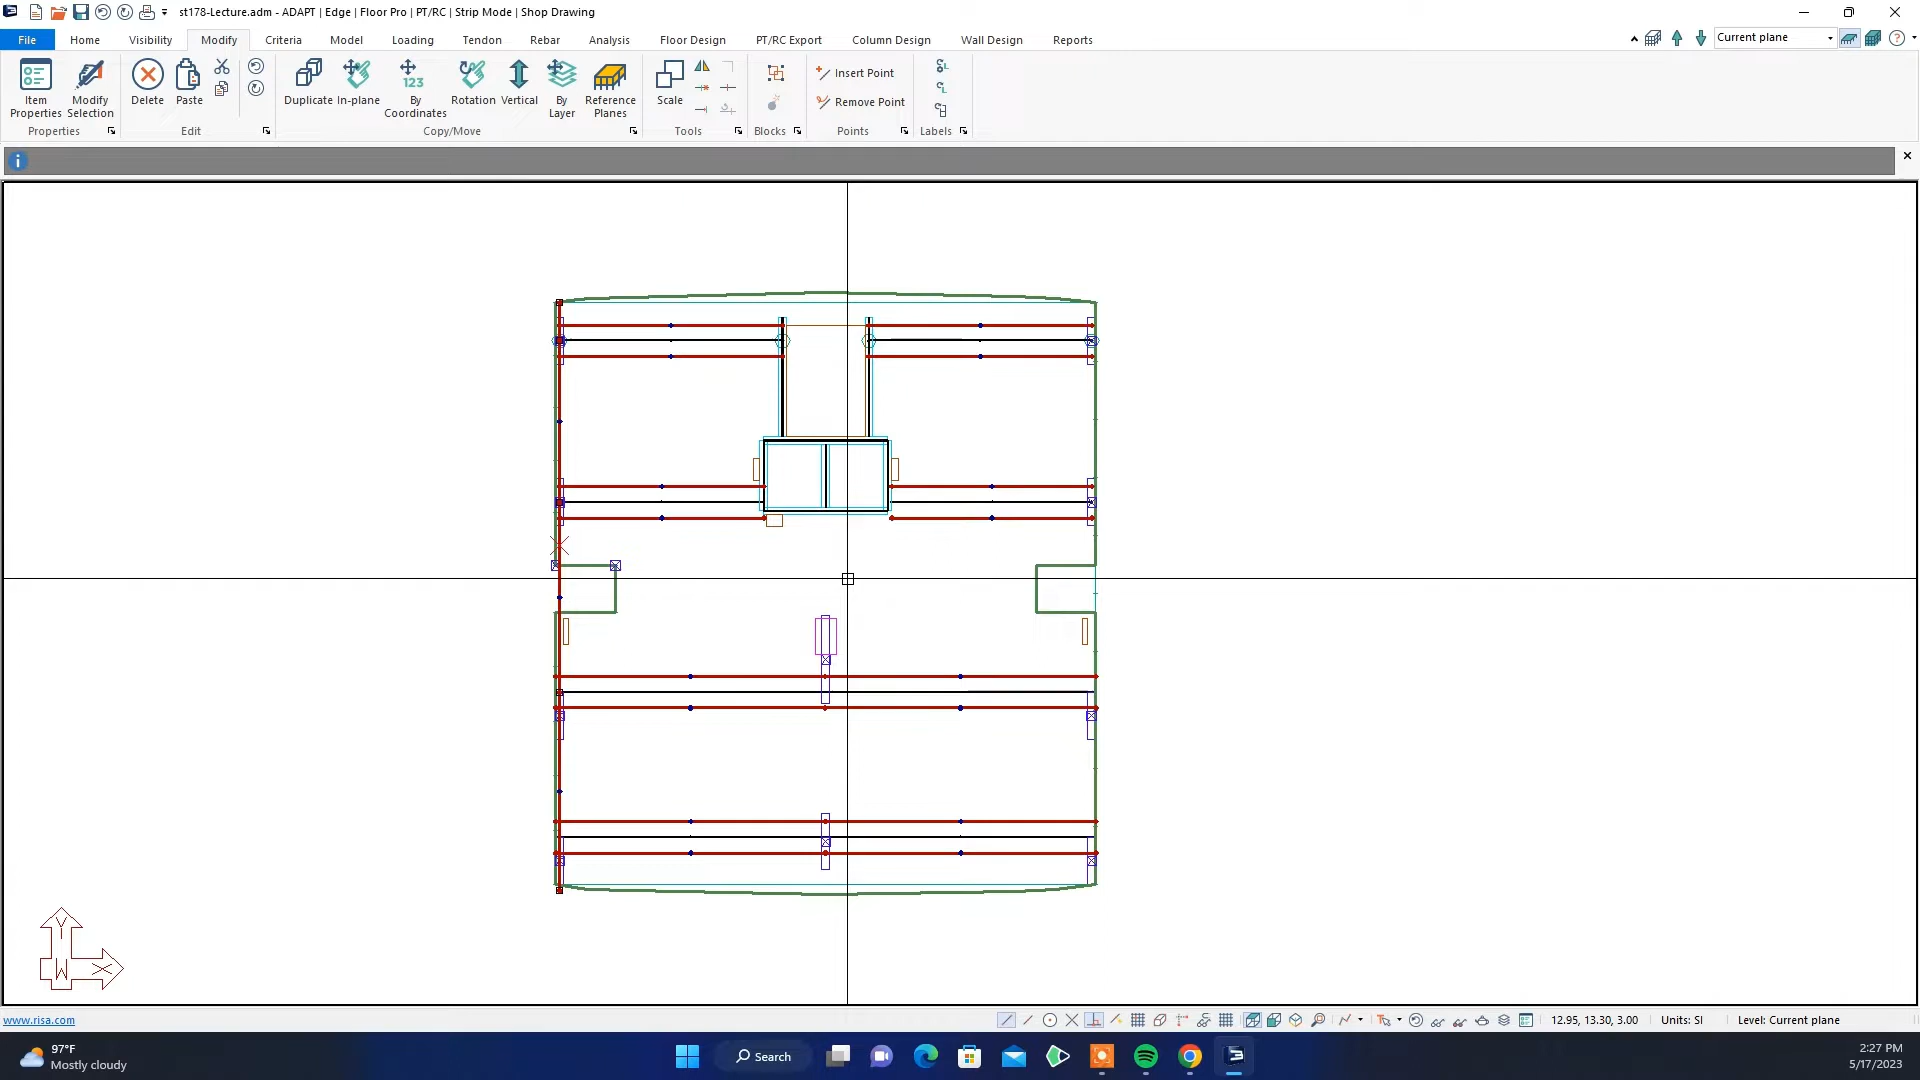 st178-Lecture.adm - ADAPT | Edge | Floor Pro | PT/RC | Strip Mode | Shop Drawing
File Home Visibility Modify Criteria Model Loading Tendon Rebar Analysis Floor Design PT/RC Export Column Design Wall Design Reports Current plane
Item Properties
Modify Selection
Delete
Paste
Duplicate
In-plane
By Coordinates
Rotation
Vertical
By Layer
Reference Planes
Scale
Insert Point
Remove Point
Properties Edit Copy/Move Tools Blocks Points Labels
Y
W X
www.risa.com
12.95, 13.30, 3.00 Units: SI Level: Current plane
97°F
Mostly cloudy
Search
2:27 PM
5/17/2023